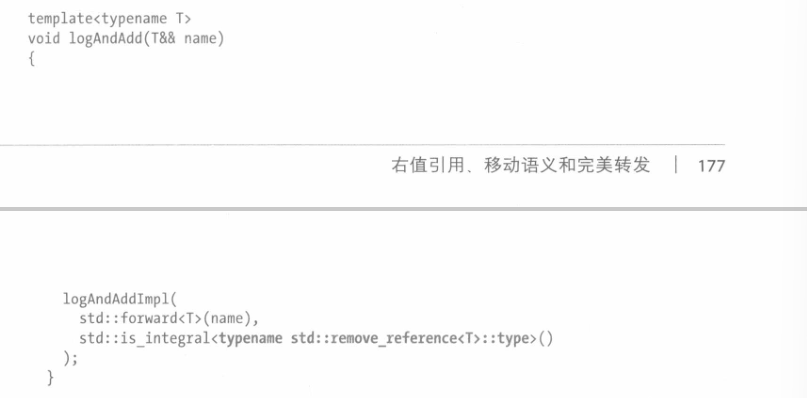 template<typename T>
void logAndAdd(T&& name)
{
右值引用、移动语义和完美转发 | 177
logAndAddImpl(
std::forward<T>(name),
std::is_integral<typename std::remove_reference<T>::type>()
);
}